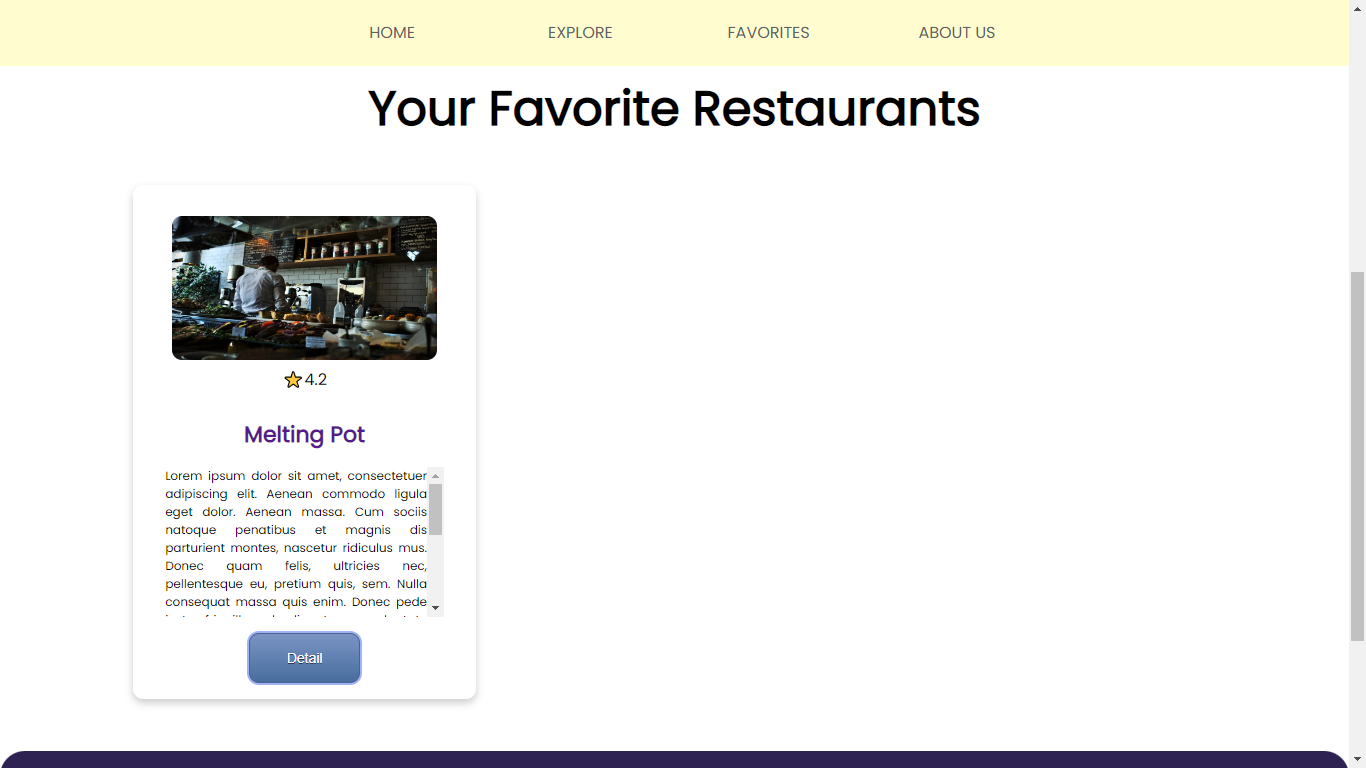 HOME EXPLORE FAVORITES ABOUT US
Your Favorite Restaurants
4.2
Melting Pot
Lorem ipsum dolor sit amet, consectetuer
adipiscing elit. Aenean commodo ligula
eget dolor. Aenean massa. Cum sociis
natoque penatibus et magnis dis
parturient montes, nascetur ridiculus mus.
Donec quam felis, ultricies nec,
pellentesque eu, pretium quis, sem. Nulla
consequat massa quis enim. Donec pede
Detail